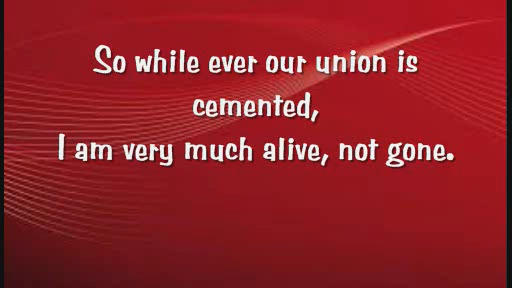 So while ever our union is
cemented,
I am very much alive, not gone.